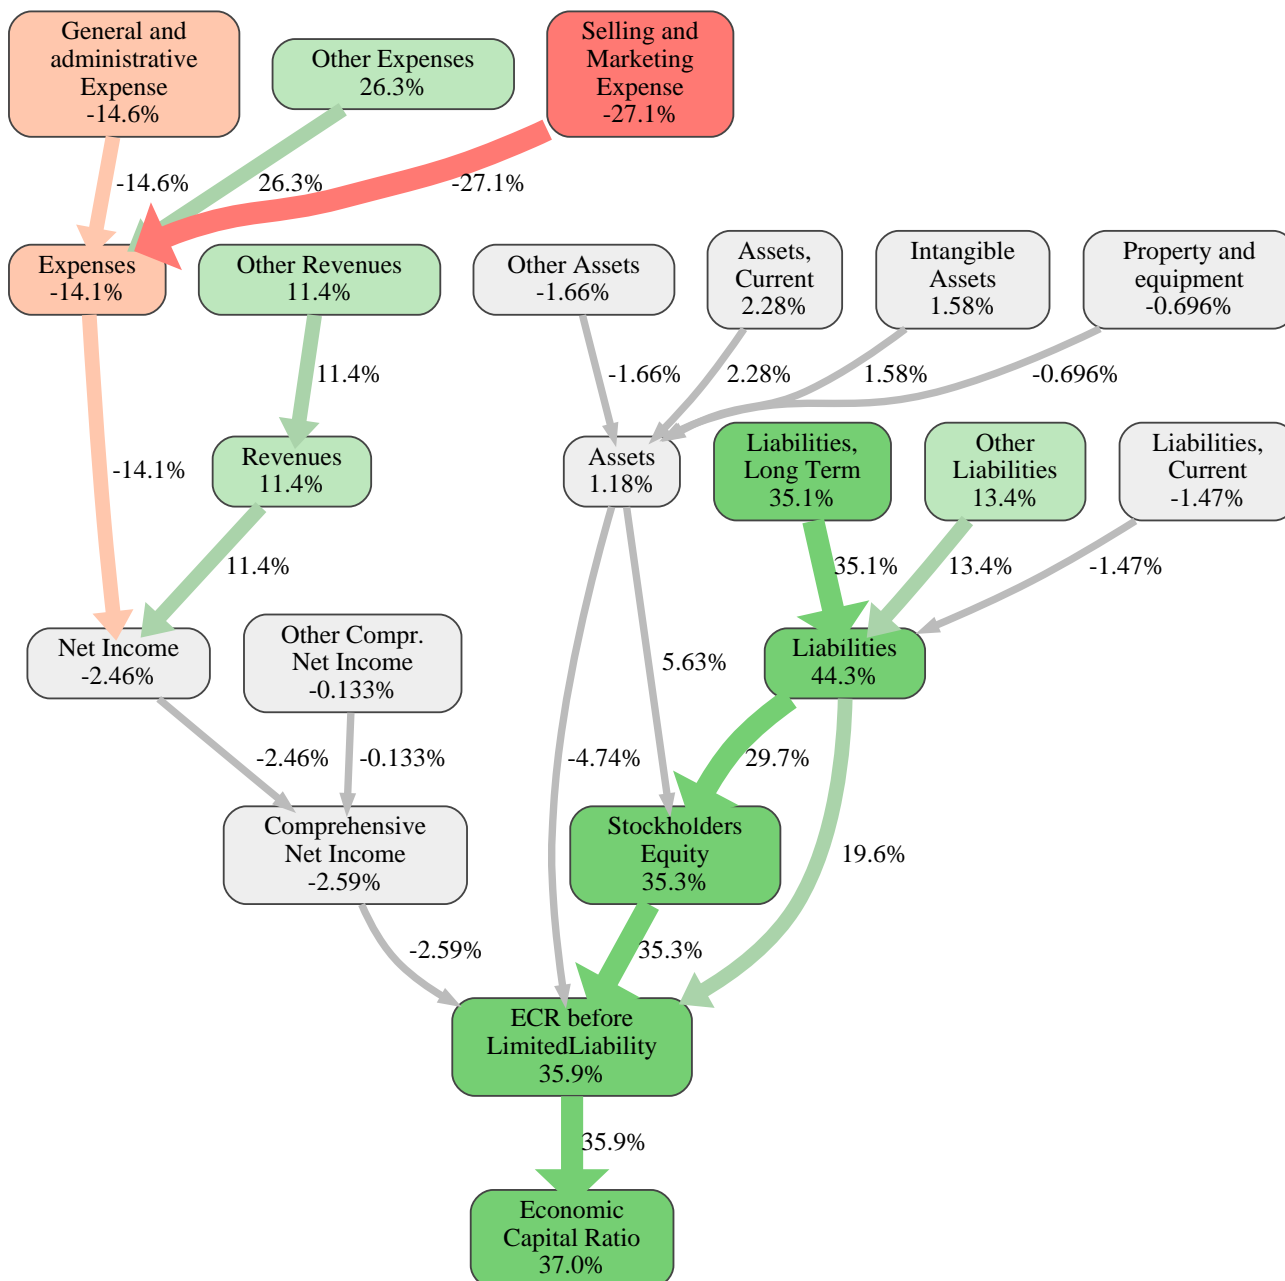 General and
administrative
Expense
-14.6%
Other Expenses
26.3%
Selling and
Marketing
Expense
-27.1%
-14.6%
26.3%
-27.1%
Expenses
-14.1%
Other Revenues
11.4%
Other Assets
-1.66%
Assets,
Current
2.28%
Intangible
Assets
1.58%
Property and
equipment
-0.696%
11.4%
-1.66%
2.28%
1.58%
-0.696%
-14.1%
Revenues
11.4%
Assets
1.18%
Liabilities,
Long Term
35.1%
Other
Liabilities
13.4%
Liabilities,
Current
-1.47%
11.4%
35.1%
13.4%
-1.47%
Net Income
-2.46%
Other Compr.
Net Income
-0.133%
5.63%
Liabilities
44.3%
-2.46%
-0.133%
-4.74%
29.7%
Comprehensive
Net Income
-2.59%
Stockholders
Equity
35.3%
19.6%
-2.59%
35.3%
ECR before
LimitedLiability
35.9%
35.9%
Economic
Capital Ratio
37.0%